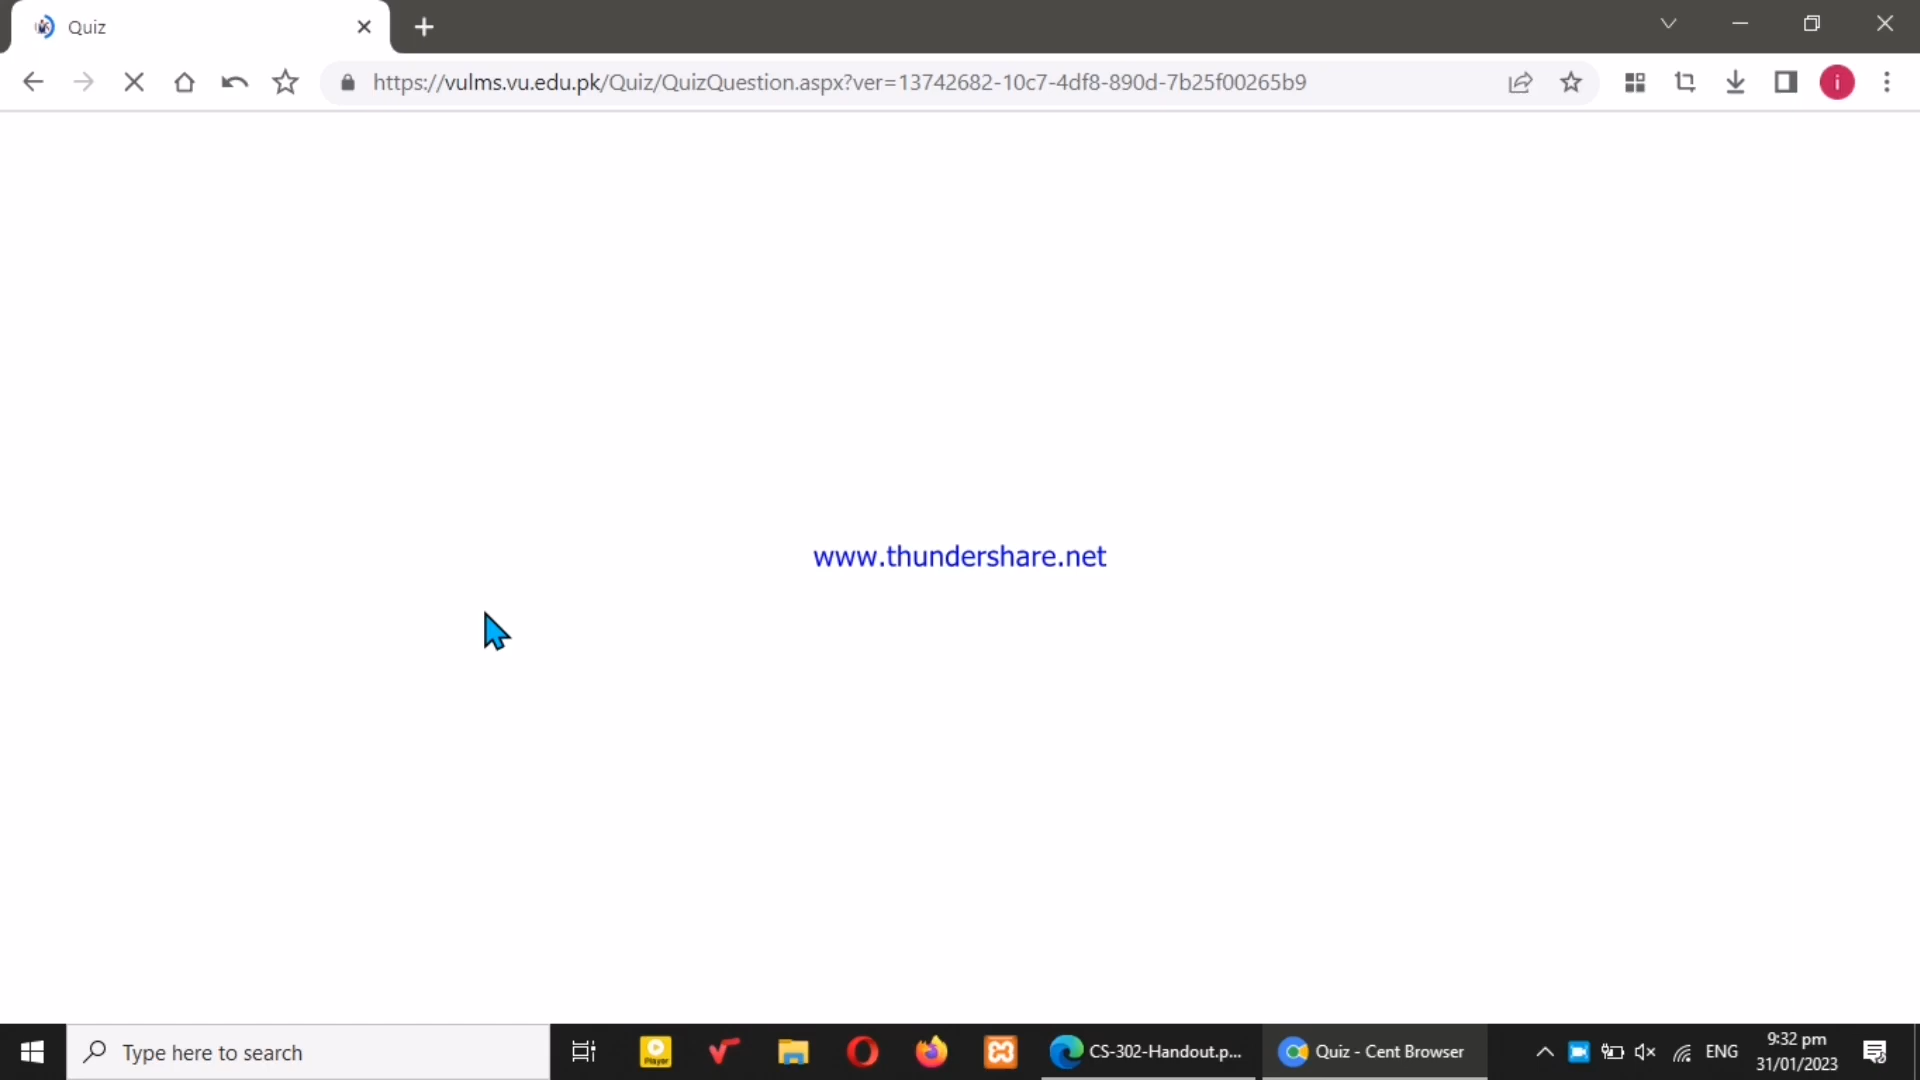 Quiz
https://vulms.vu.edu.pk/Quiz/QuizQuestion.aspx?ver=13742682-10c7-4df8-890d-7b25f00265b9
i
www.thundershare.net
Type here to search
Player
CS-302-Handout.p...
Quiz - Cent Browser
ENG
9:32 pm
31/01/2023